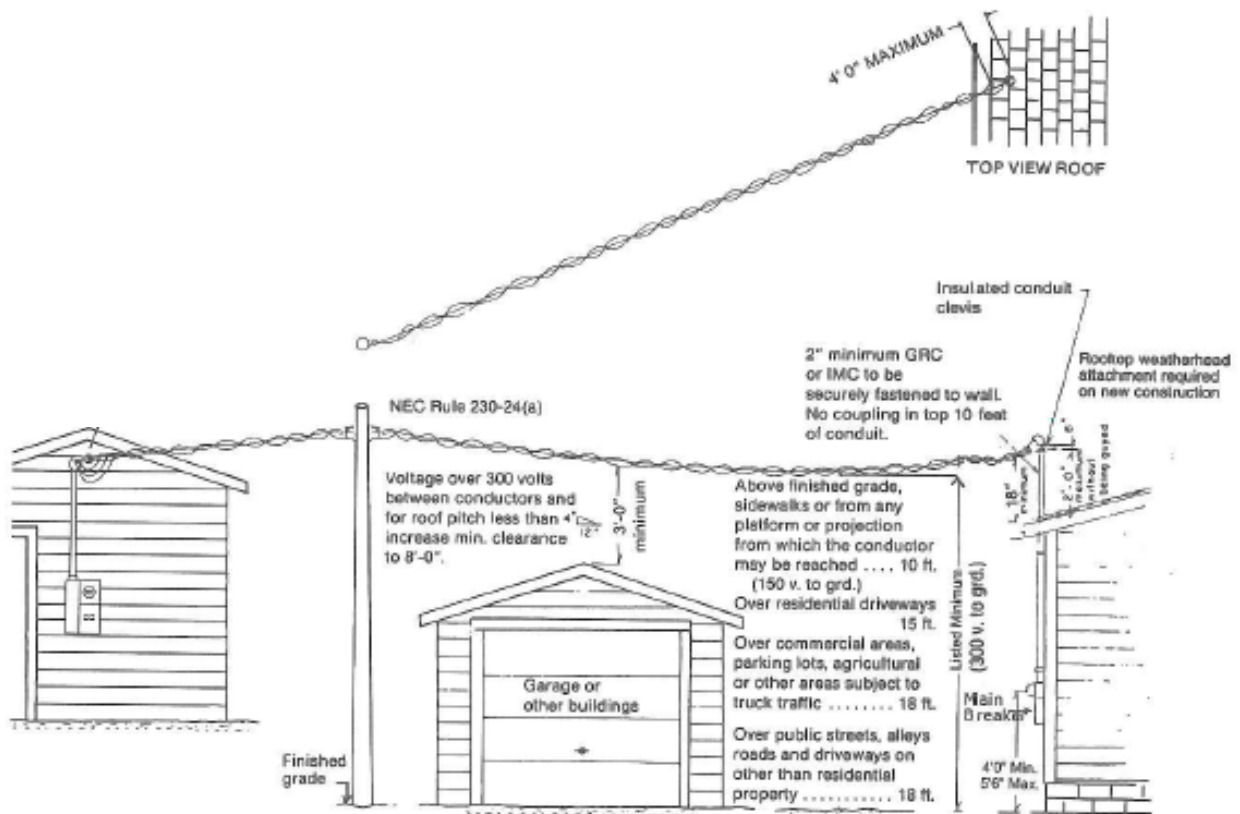 4' 0" MAXIMUM
TOP VIEW ROOF
Insulated conduit
clevis
2" minimum GRC
or IMC to be
securely fastened to wall.
No coupling in top 10 feet
of conduit.
Rooftop weatherhead
attachment required
on new construction
NEC Rule 230-24(a)
Voltage over 300 volts
between conductors and
for roof pitch less than 4"
12"
increase min. clearance
to 8'-0".
3'-0"
minimum
Above finished grade,
sidewalks or from any
platform or projection
from which the conductor
may be reached .... 10 ft.
(150 v. to grd.)
Over residential driveways
15 ft.
Over commercial areas,
parking lots, agricultural
or other areas subject to
truck traffic ........ 18 ft.
Over public streets, alleys
roads and driveways on
other than residential
property ........... 18 ft.
Listed Minimum
(300 v. to grd.)
18"
minimum
6"
2'-0"
maximum
without
being guyed
Garage or
other buildings
Finished
grade
Main
Breaker
4'0" Min.
5'6" Max.